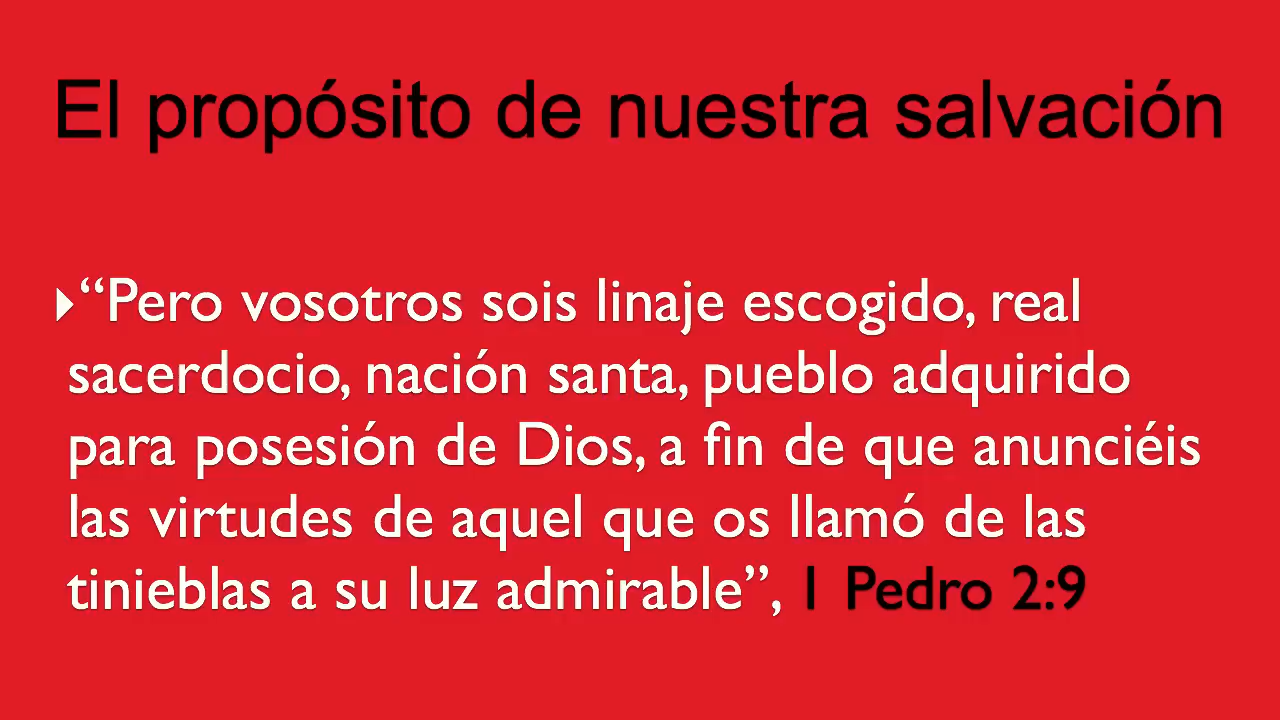 El propósito de nuestra salvación
“Pero vosotros sois linaje escogido, real
sacerdocio, nación santa, pueblo adquirido
para posesión de Dios, a fin de que anunciéis
las virtudes de aquel que os llamó de las
tinieblas a su luz admirable”, 1 Pedro 2:9